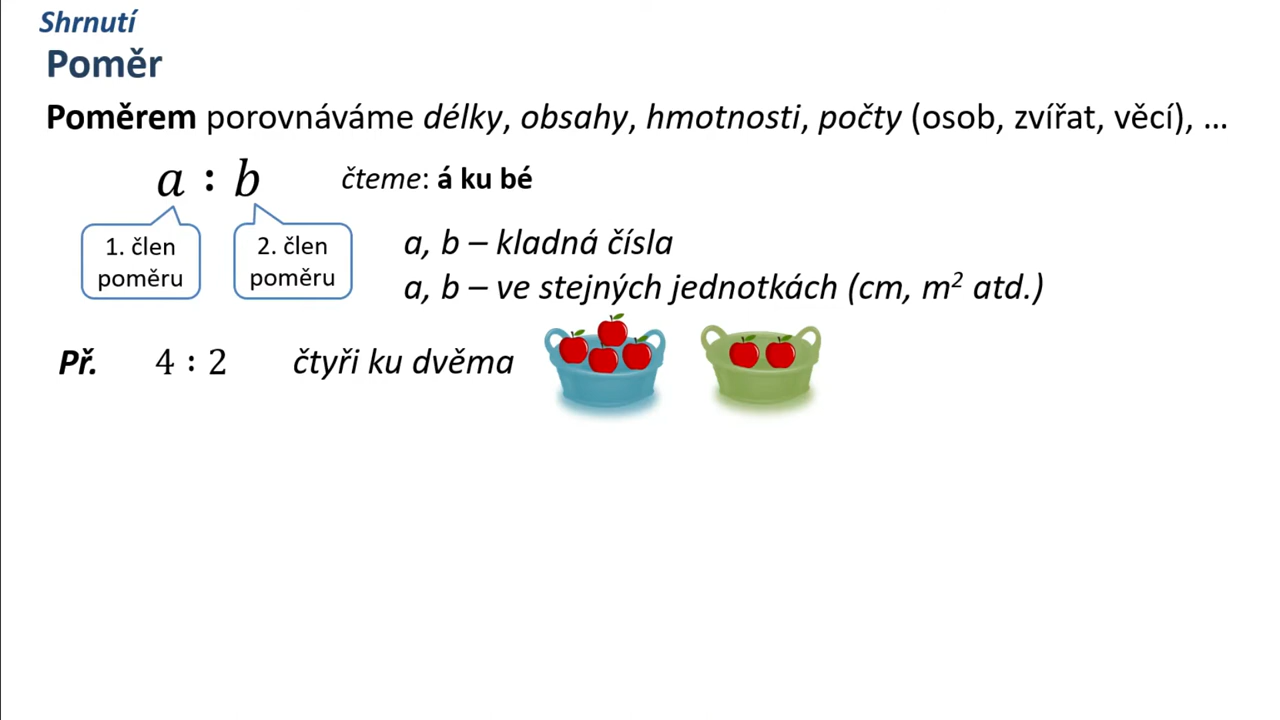 Shrnutí
Poměr
Poměrem porovnáváme délky, obsahy, hmotnosti, počty (osob, zvířat, věcí), ...
a : b čteme: á ku bé
1. člen
poměru
2. člen
poměru
a, b – kladná čísla
a, b – ve stejných jednotkách (cm, m² atd.)
Př. 4 : 2 čtyři ku dvěma